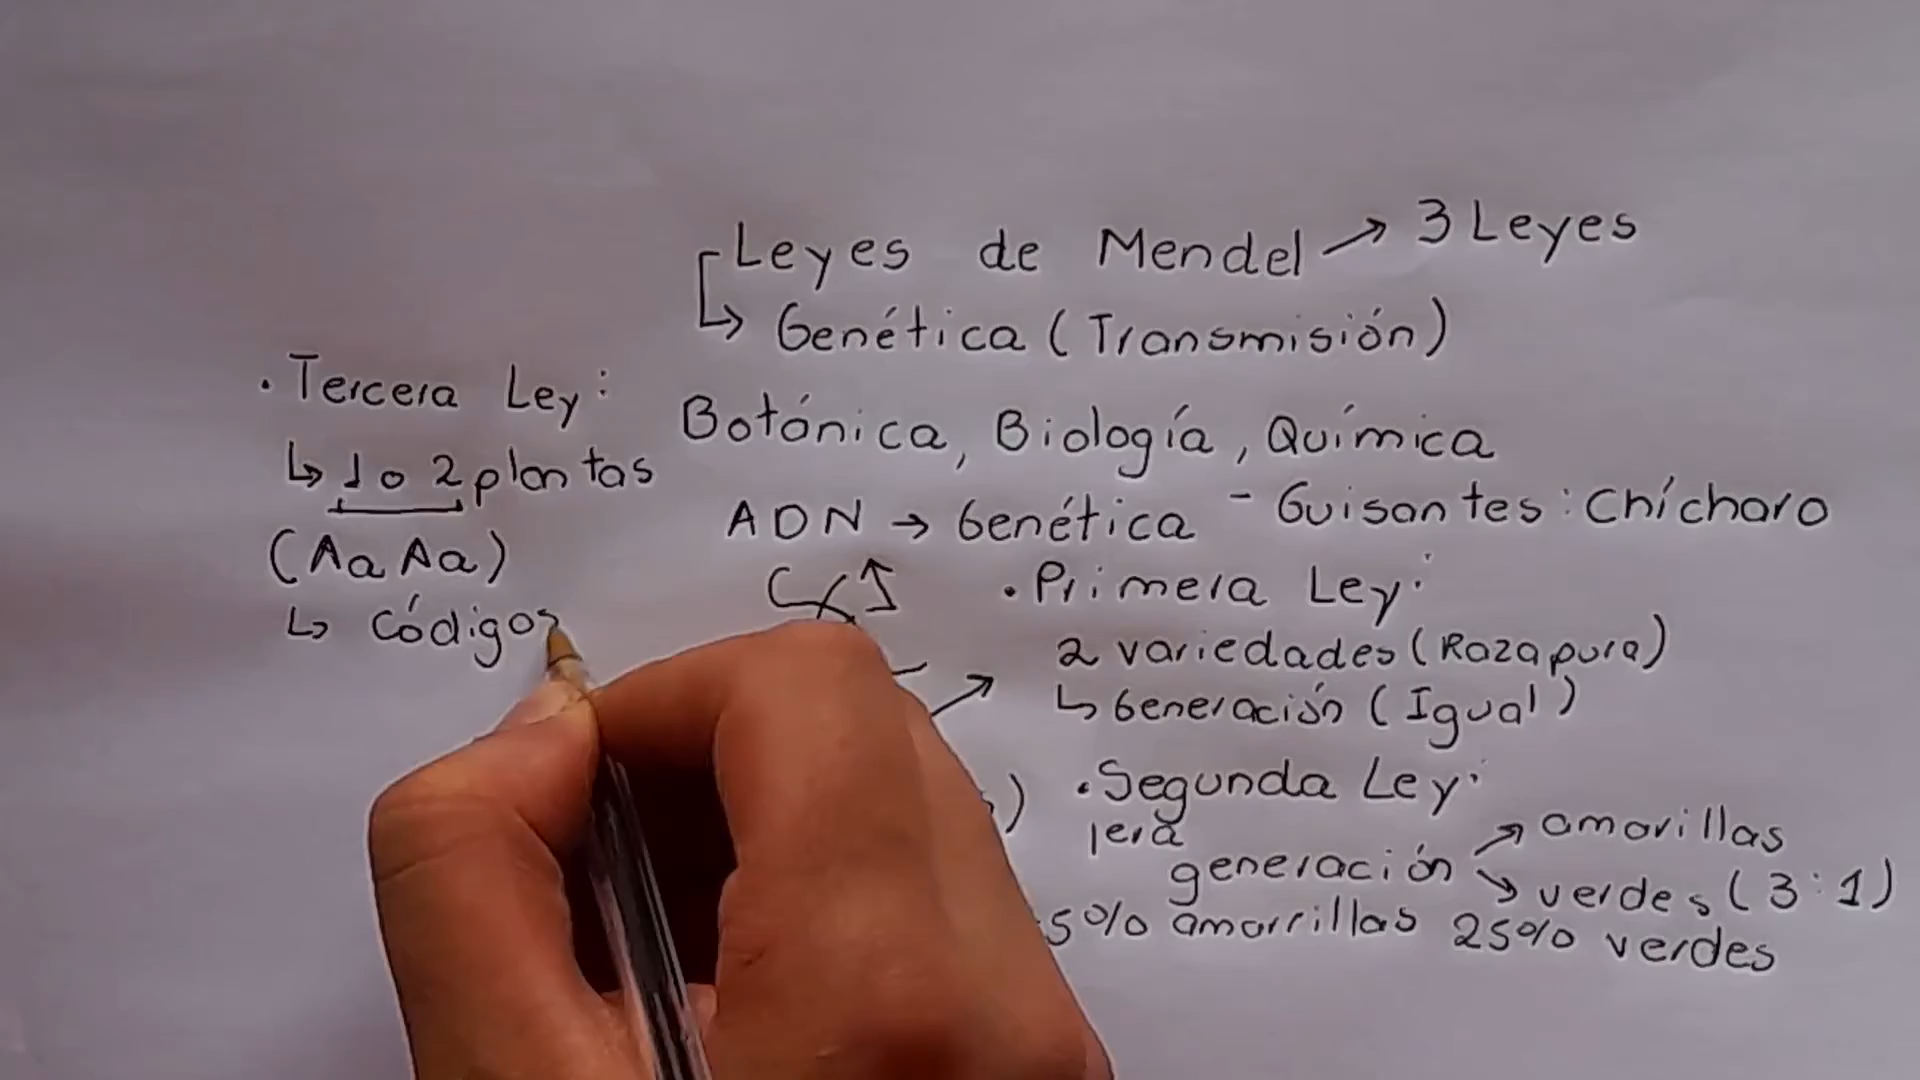 Leyes de Mendel → 3 Leyes
↳ Genética (Transmisión)
Botánica, Biología, Química
ADN → Genética - Guisantes: Chícharo
• Primera Ley:
2 variedades (Raza pura)
↳ Generación (Igual)
• Segunda Ley:
1era
generación ↗ amarillas
↘ verdes (3:1)
5% amarrillas 25% verdes
• Tercera Ley:
↳ 1 o 2 plantas
(Aa Aa)
↳ Códigos